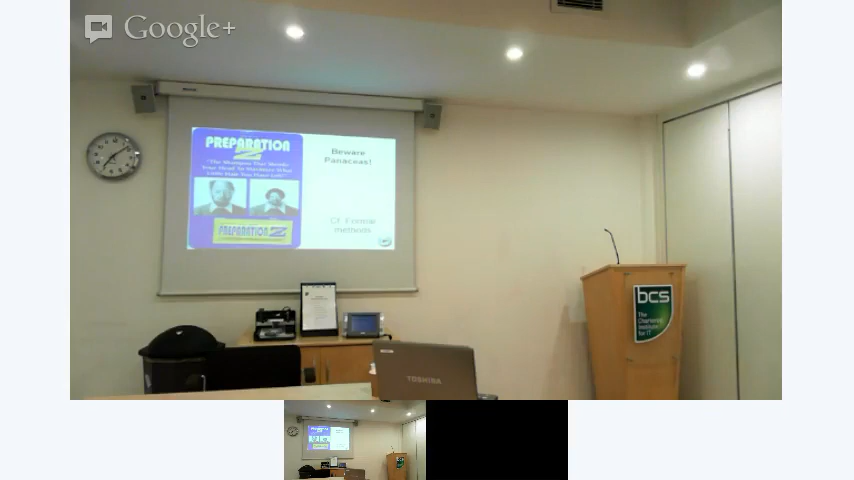 Google+
PREPARATION
Z
Beware
Panaceas!
Cf. Formal
methods
PREPARATION Z
bcs
The
Chartered
Institute
for IT
TOSHIBA